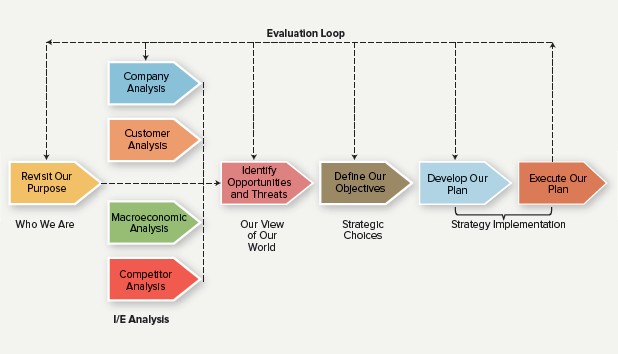 Evaluation Loop
Company
Analysis
Customer
Analysis
Revisit Our
Purpose
Who We Are
Macroeconomic
Analysis
Competitor
Analysis
I/E Analysis
Identify
Opportunities
and Threats
Our View
of Our
World
Define Our
Objectives
Strategic
Choices
Develop Our
Plan
Execute Our
Plan
Strategy Implementation